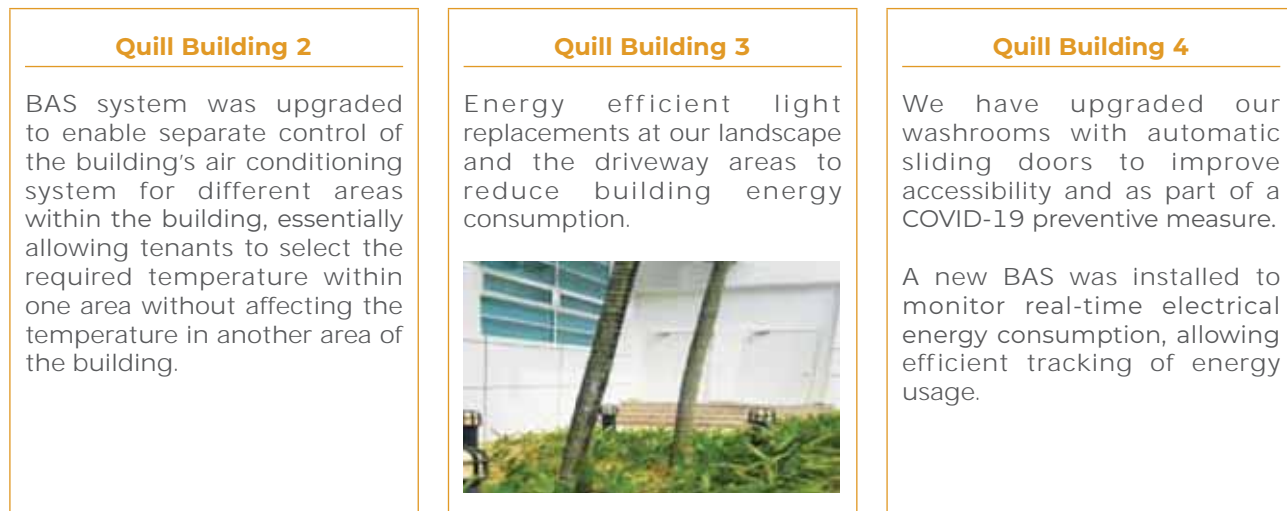 Quill Building 2
BAS system was upgraded
to enable separate control of
the building's air conditioning
system for different areas
within the building, essentially
allowing tenants to select the
required temperature within
one area without affecting the
temperature in another area of
the building.
Quill Building 3
Energy efficient light
replacements at our landscape
and the driveway areas to
reduce building energy
consumption.
Quill Building 4
We have upgraded our
washrooms with automatic
sliding doors to improve
accessibility and as part of a
COVID-19 preventive measure.
A new BAS was installed to
monitor real-time electrical
energy consumption, allowing
efficient tracking of energy
usage.